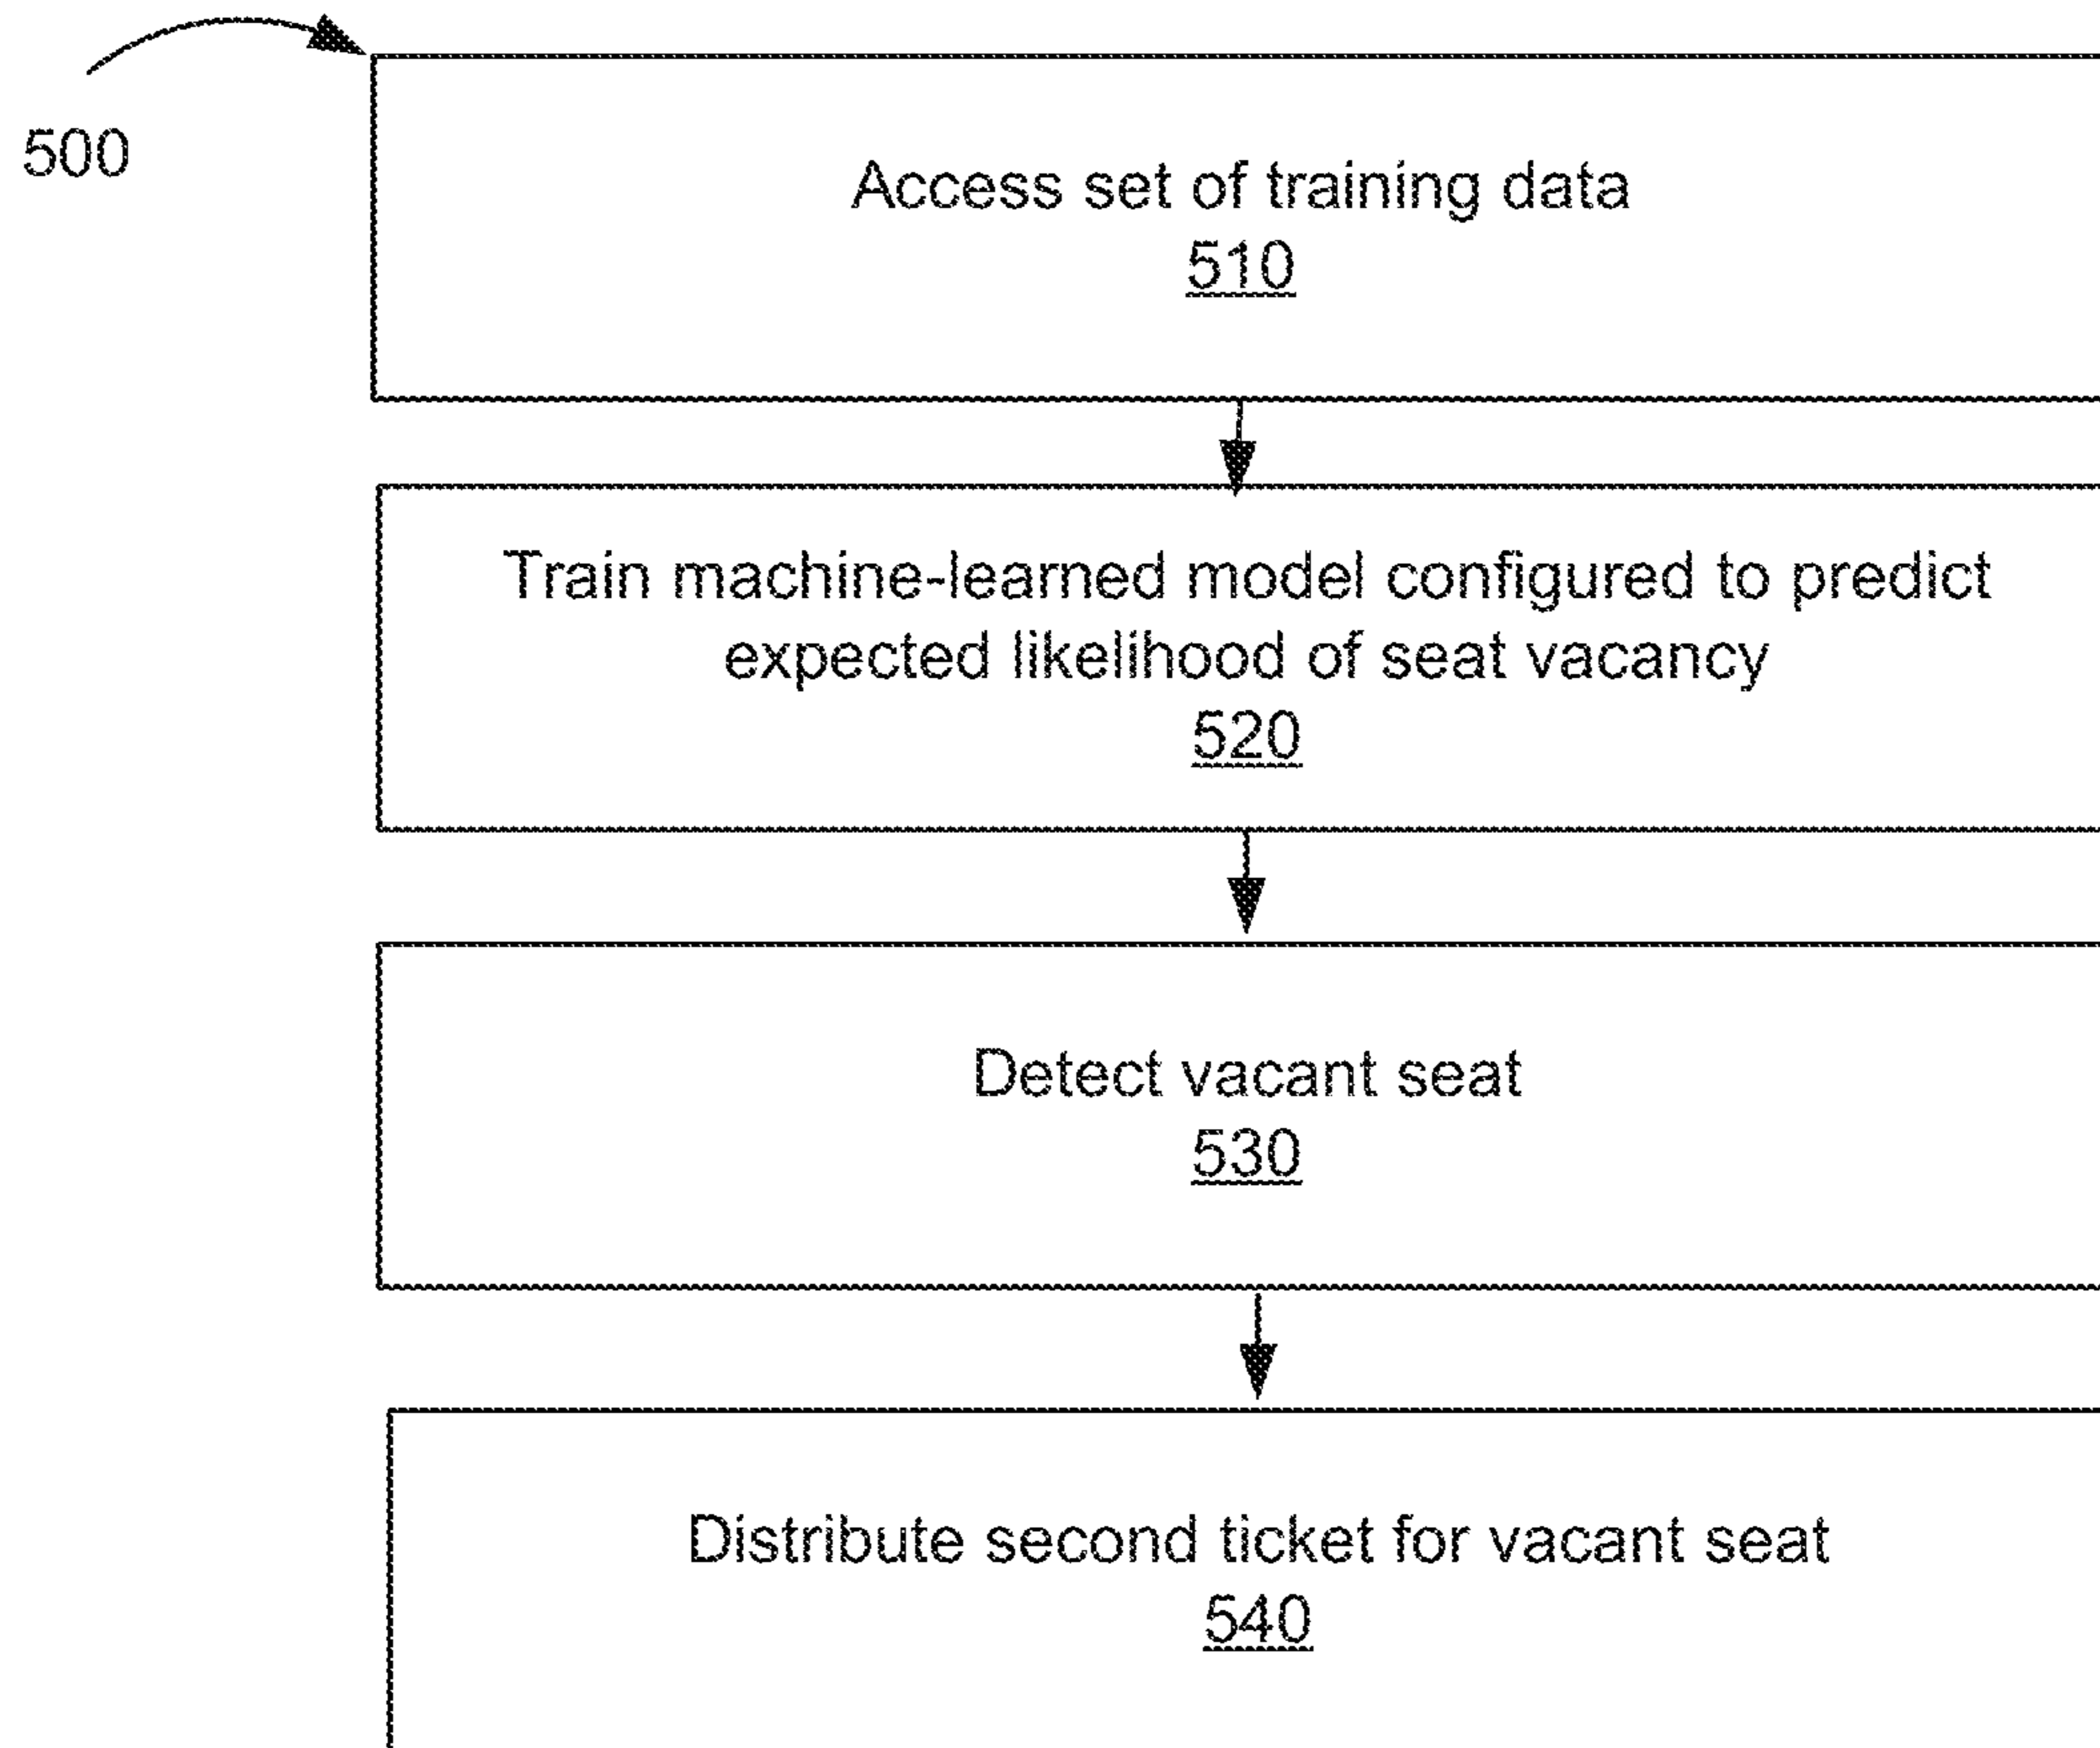 500
Access set of training data
510
Train machine-learned model configured to predict
expected likelihood of seat vacancy
520
Detect vacant seat
530
Distribute second ticket for vacant seat
540